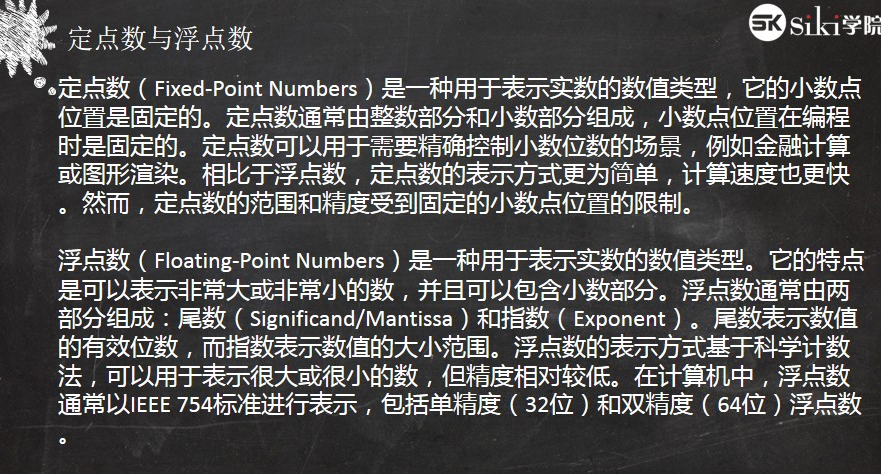 定点数与浮点数
SK siki学院
定点数（Fixed-Point Numbers）是一种用于表示实数的数值类型，它的小数点
位置是固定的。定点数通常由整数部分和小数部分组成，小数点位置在编程
时是固定的。定点数可以用于需要精确控制小数位数的场景，例如金融计算
或图形渲染。相比于浮点数，定点数的表示方式更为简单，计算速度也更快
。然而，定点数的范围和精度受到固定的小数点位置的限制。
浮点数（Floating-Point Numbers）是一种用于表示实数的数值类型。它的特点
是可以表示非常大或非常小的数，并且可以包含小数部分。浮点数通常由两
部分组成：尾数（Significand/Mantissa）和指数（Exponent）。尾数表示数值
的有效位数，而指数表示数值的大小范围。浮点数的表示方式基于科学计数
法，可以用于表示很大或很小的数，但精度相对较低。在计算机中，浮点数
通常以IEEE 754标准进行表示，包括单精度（32位）和双精度（64位）浮点数
。